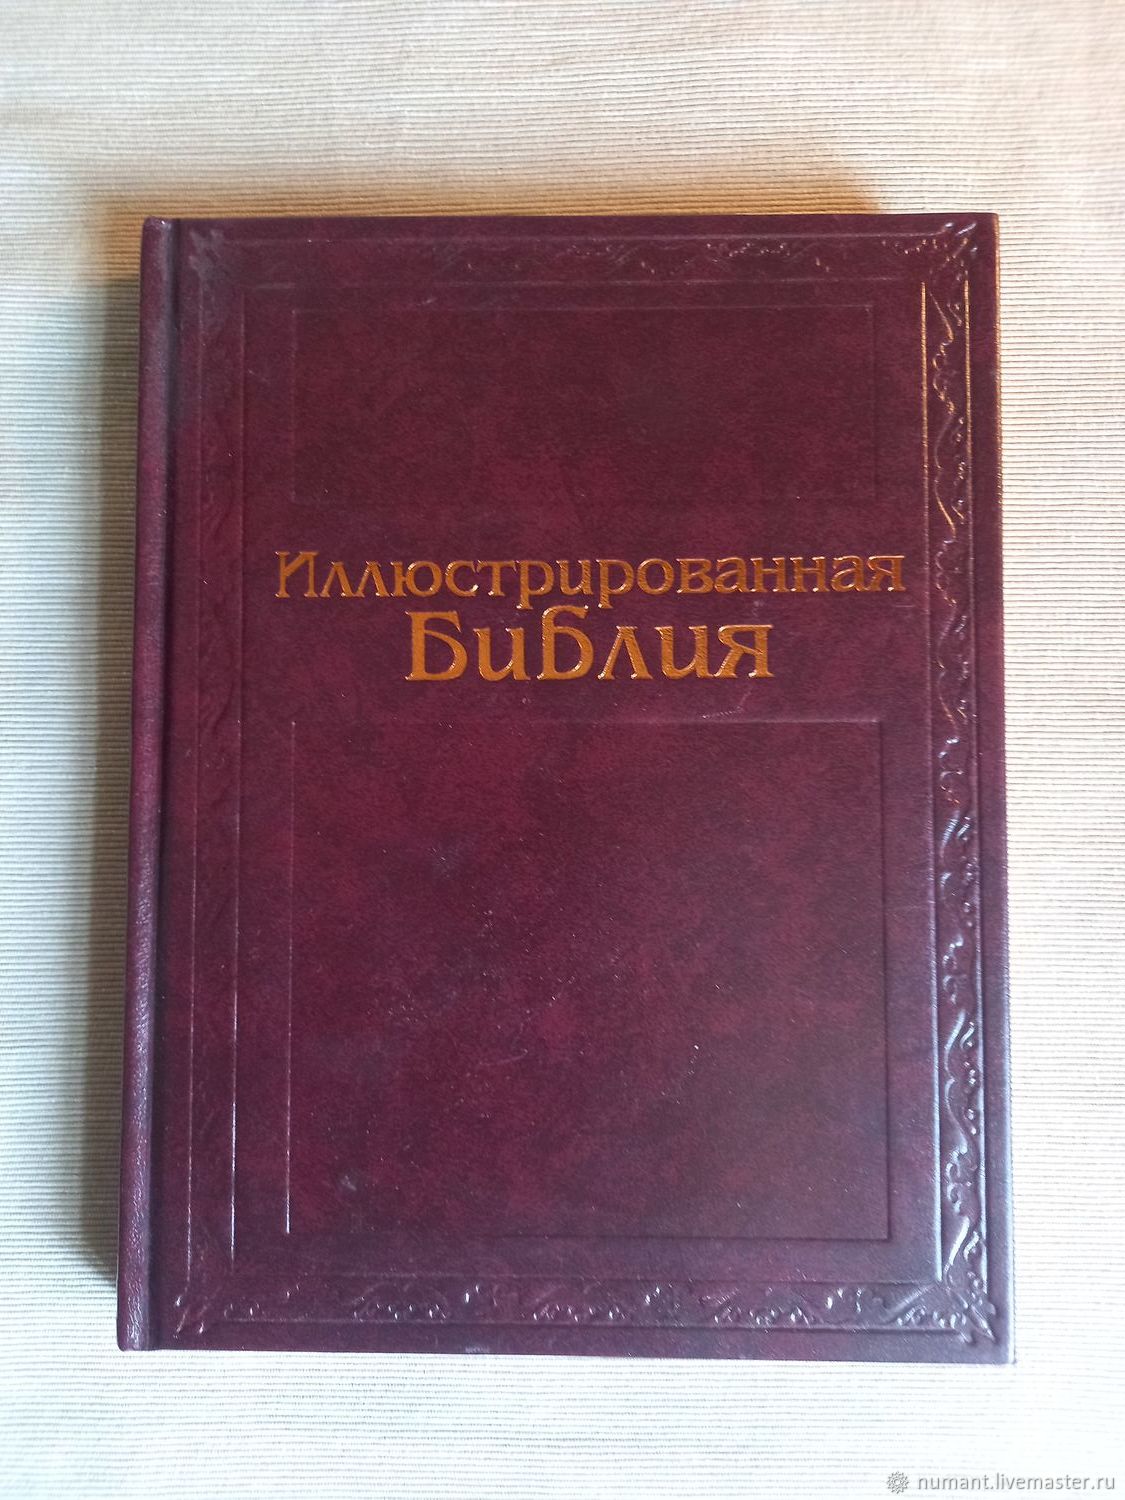 Иллюстрированная
Библия
numant.livemaster.ru